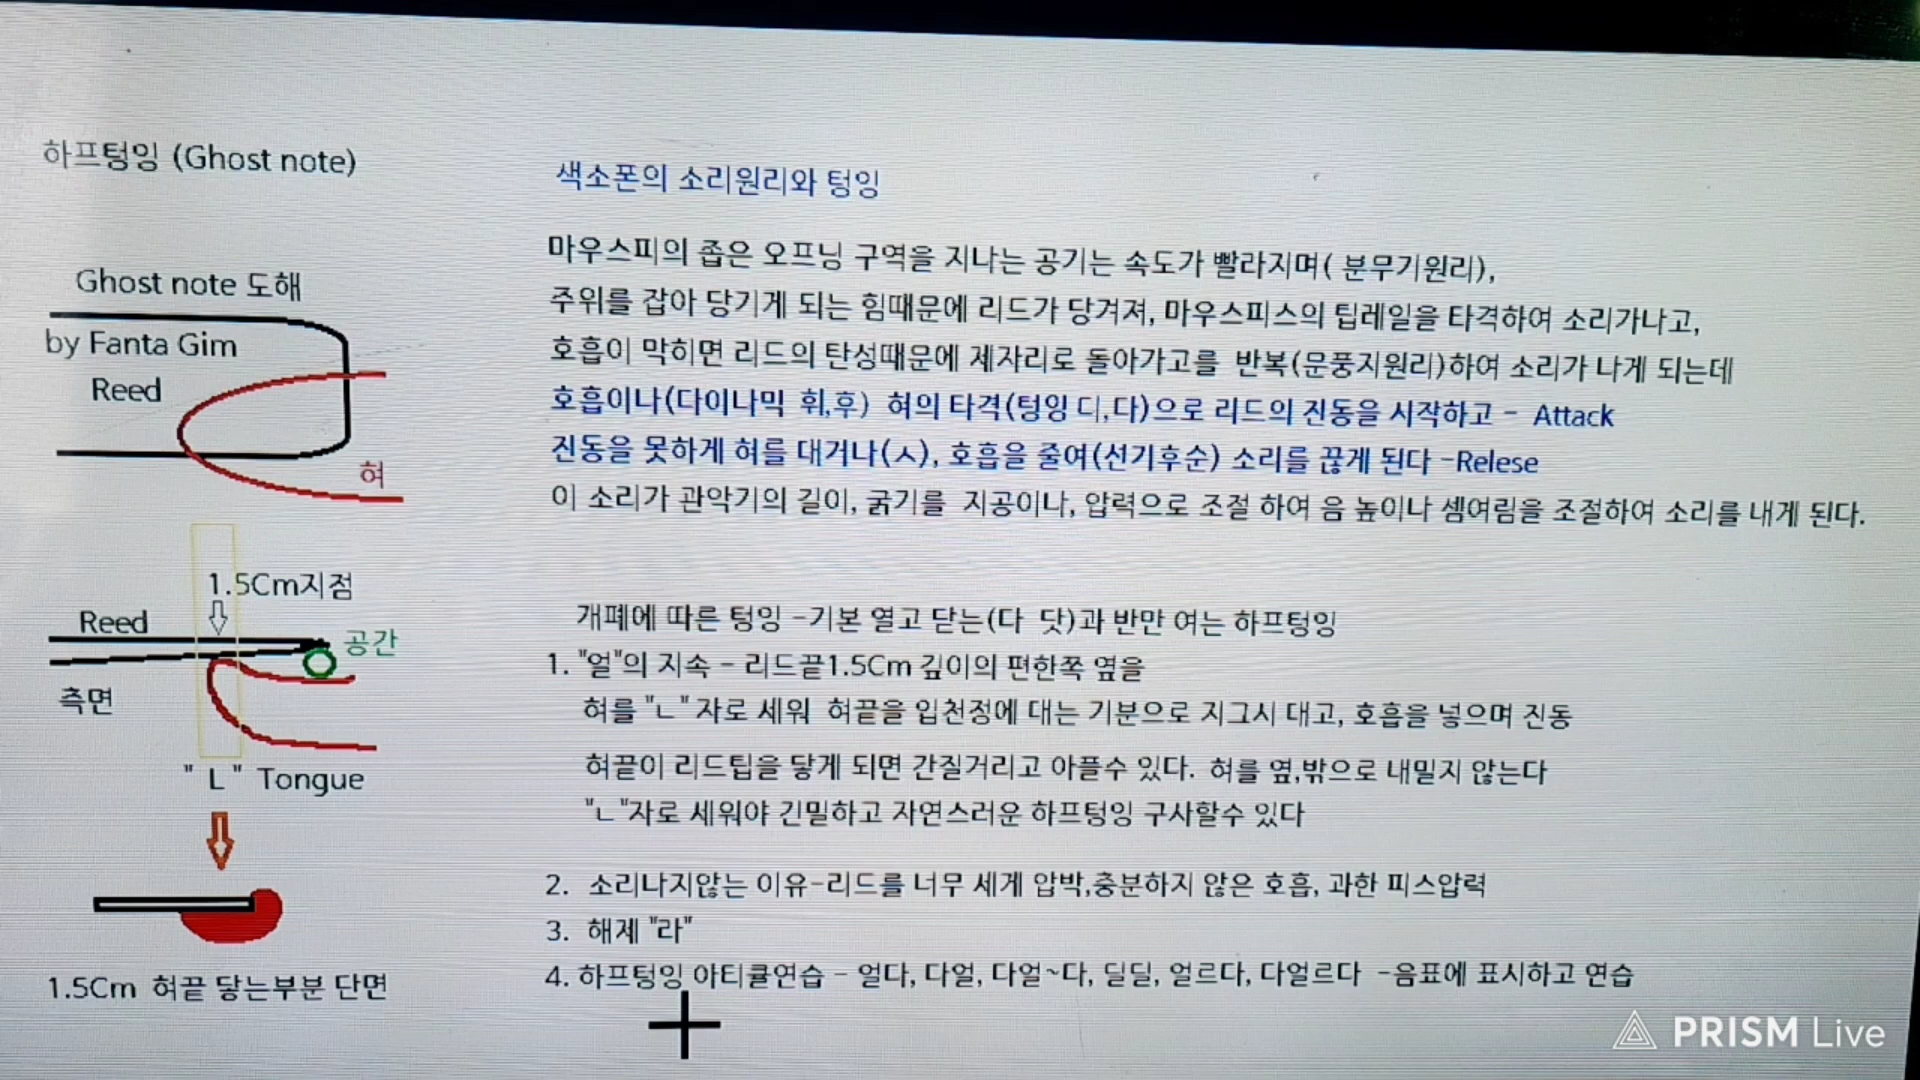 하프텅잉 (Ghost note)
Ghost note 도해
by Fanta Gim
Reed
혀
1.5Cm지점
Reed
공간
측면
" L " Tongue
1.5Cm 혀끝 닿는부분 단면
색소폰의 소리원리와 텅잉
마우스피의 좁은 오프닝 구역을 지나는 공기는 속도가 빨라지며( 분무기원리),
주위를 잡아 당기게 되는 힘때문에 리드가 당겨져, 마우스피스의 팁레일을 타격하여 소리가나고,
호흡이 막히면 리드의 탄성때문에 제자리로 돌아가고를 반복(문풍지원리)하여 소리가 나게 되는데
호흡이나(다이나믹 휘,후) 혀의 타격(텅잉 디,다)으로 리드의 진동을 시작하고 - Attack
진동을 못하게 혀를 대거나(ㅅ), 호흡을 줄여(선기후순) 소리를 끊게 된다 -Relese
이 소리가 관악기의 길이, 굵기를 지공이나, 압력으로 조절 하여 음 높이나 셈여림을 조절하여 소리를 내게 된다.
개폐에 따른 텅잉 -기본 열고 닫는(다 닷)과 반만 여는 하프텅잉
1. "얼"의 지속 - 리드끝1.5Cm 깊이의 편한쪽 옆을
혀를 "ㄴ" 자로 세워 혀끝을 입천정에 대는 기분으로 지그시 대고, 호흡을 넣으며 진동
혀끝이 리드팁을 닿게 되면 간질거리고 아플수 있다. 혀를 옆,밖으로 내밀지 않는다
"ㄴ"자로 세워야 긴밀하고 자연스러운 하프텅잉 구사할수 있다
2. 소리나지않는 이유-리드를 너무 세게 압박,충분하지 않은 호흡, 과한 피스압력
3. 해제 "라"
4. 하프텅잉 아티큘연습 - 얼다, 다얼, 다얼~다, 딜딜, 얼르다, 다얼르다 -음표에 표시하고 연습
PRISM Live